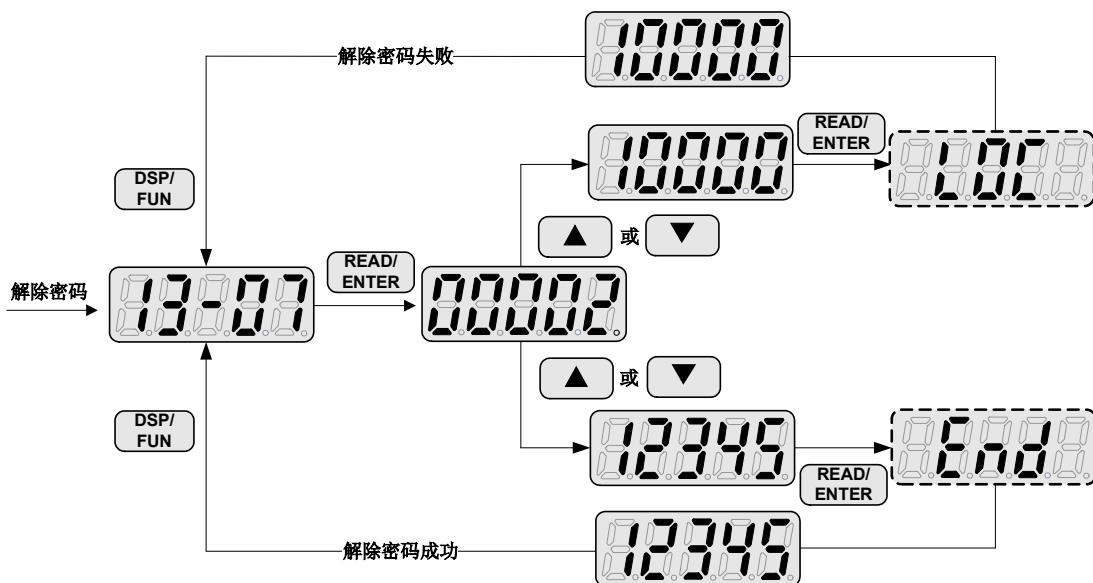 10000
解除密码失败
10000
READ/
ENTER
LOC
DSP/
FUN
▲ 或 ▼
解除密码
13-07
READ/
ENTER
00002
▲ 或 ▼
DSP/
FUN
12345
READ/
ENTER
End
解除密码成功
12345